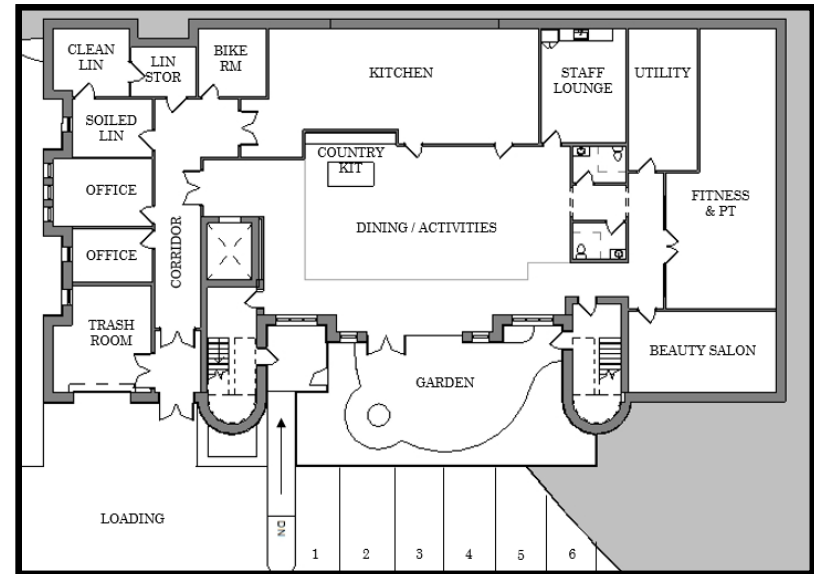 CLEAN
LIN
LIN
STOR
BIKE
RM
KITCHEN
STAFF
LOUNGE
UTILITY
SOILED
LIN
COUNTRY
KIT
OFFICE
FITNESS
& PT
DINING / ACTIVITIES
CORRIDOR
OFFICE
TRASH
ROOM
BEAUTY SALON
GARDEN
LOADING
DN
1
2
3
4
5
6